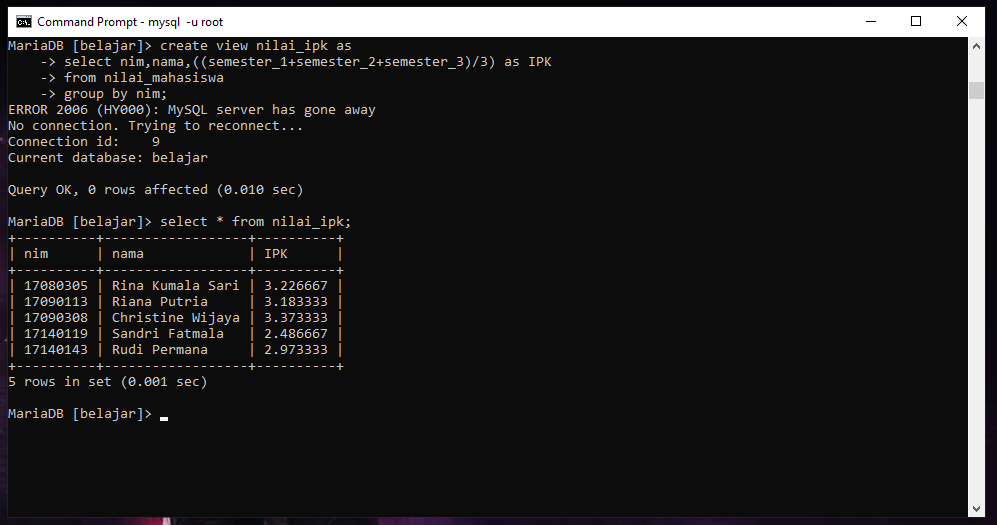 Command Prompt - mysql  -u root
MariaDB [belajar]> create view nilai_ipk as
    -> select nim,nama,((semester_1+semester_2+semester_3)/3) as IPK
    -> from nilai_mahasiswa
    -> group by nim;
ERROR 2006 (HY000): MySQL server has gone away
No connection. Trying to reconnect...
Connection id:    9
Current database: belajar
Query OK, 0 rows affected (0.010 sec)
MariaDB [belajar]> select * from nilai_ipk;
+----------+------------------+----------+
| nim      | nama             | IPK      |
+----------+------------------+----------+
| 17080305 | Rina Kumala Sari | 3.226667 |
| 17090113 | Riana Putria     | 3.183333 |
| 17090308 | Christine Wijaya | 3.373333 |
| 17140119 | Sandri Fatmala   | 2.486667 |
| 17140143 | Rudi Permana     | 2.973333 |
+----------+------------------+----------+
5 rows in set (0.001 sec)
MariaDB [belajar]>